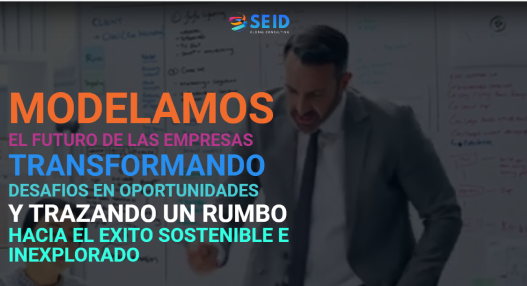 SEID
GLOBAL CONSULTING
MODELAMOS
EL FUTURO DE LAS EMPRESAS
TRANSFORMANDO
DESAFIOS EN OPORTUNIDADES
Y TRAZANDO UN RUMBO
HACIA EL EXITO SOSTENIBLE E
INEXPLORADO